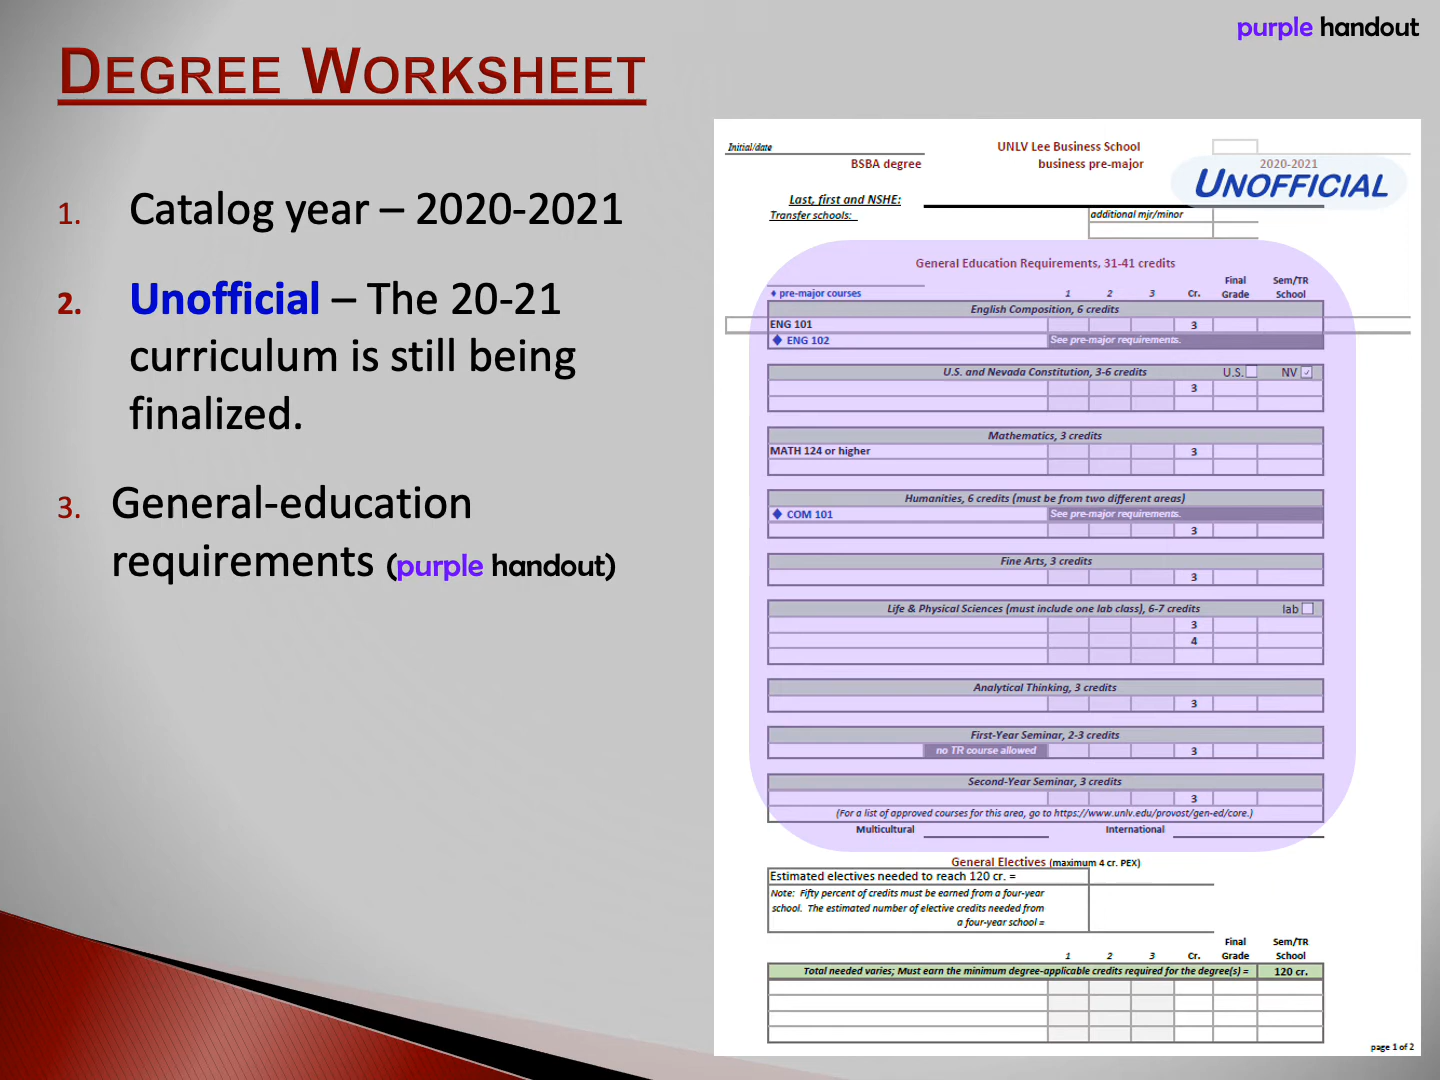 purple handout
DEGREE WORKSHEET
1. Catalog year – 2020-2021
2. Unofficial – The 20-21
curriculum is still being
finalized.
3. General-education
requirements (purple handout)
Initial/date
UNLV Lee Business School
BSBA degree business pre-major 2020-2021
UNOFFICIAL
Last, first and NSHE:
Transfer schools: additional mjr/minor
General Education Requirements, 31-41 credits
♦ pre-major courses 1 2 3 Cr. Final Grade Sem/TR School
English Composition, 6 credits
ENG 101 3
♦ ENG 102 See pre-major requirements.
U.S. and Nevada Constitution, 3-6 credits U.S. NV ✓
3
Mathematics, 3 credits
MATH 124 or higher 3
Humanities, 6 credits (must be from two different areas)
♦ COM 101 See pre-major requirements.
3
Fine Arts, 3 credits
3
Life & Physical Sciences (must include one lab class), 6-7 credits lab
3
4
Analytical Thinking, 3 credits
3
First-Year Seminar, 2-3 credits
no TR course allowed 3
Second-Year Seminar, 3 credits
3
(For a list of approved courses for this area, go to https://www.unlv.edu/provost/gen-ed/core.)
Multicultural International
General Electives (maximum 4 cr. PEX)
Estimated electives needed to reach 120 cr. =
Note: Fifty percent of credits must be earned from a four-year
school. The estimated number of elective credits needed from
a four-year school =
1 2 3 Cr. Final Grade Sem/TR School
Total needed varies; Must earn the minimum degree-applicable credits required for the degree(s) = 120 cr.
page 1 of 2